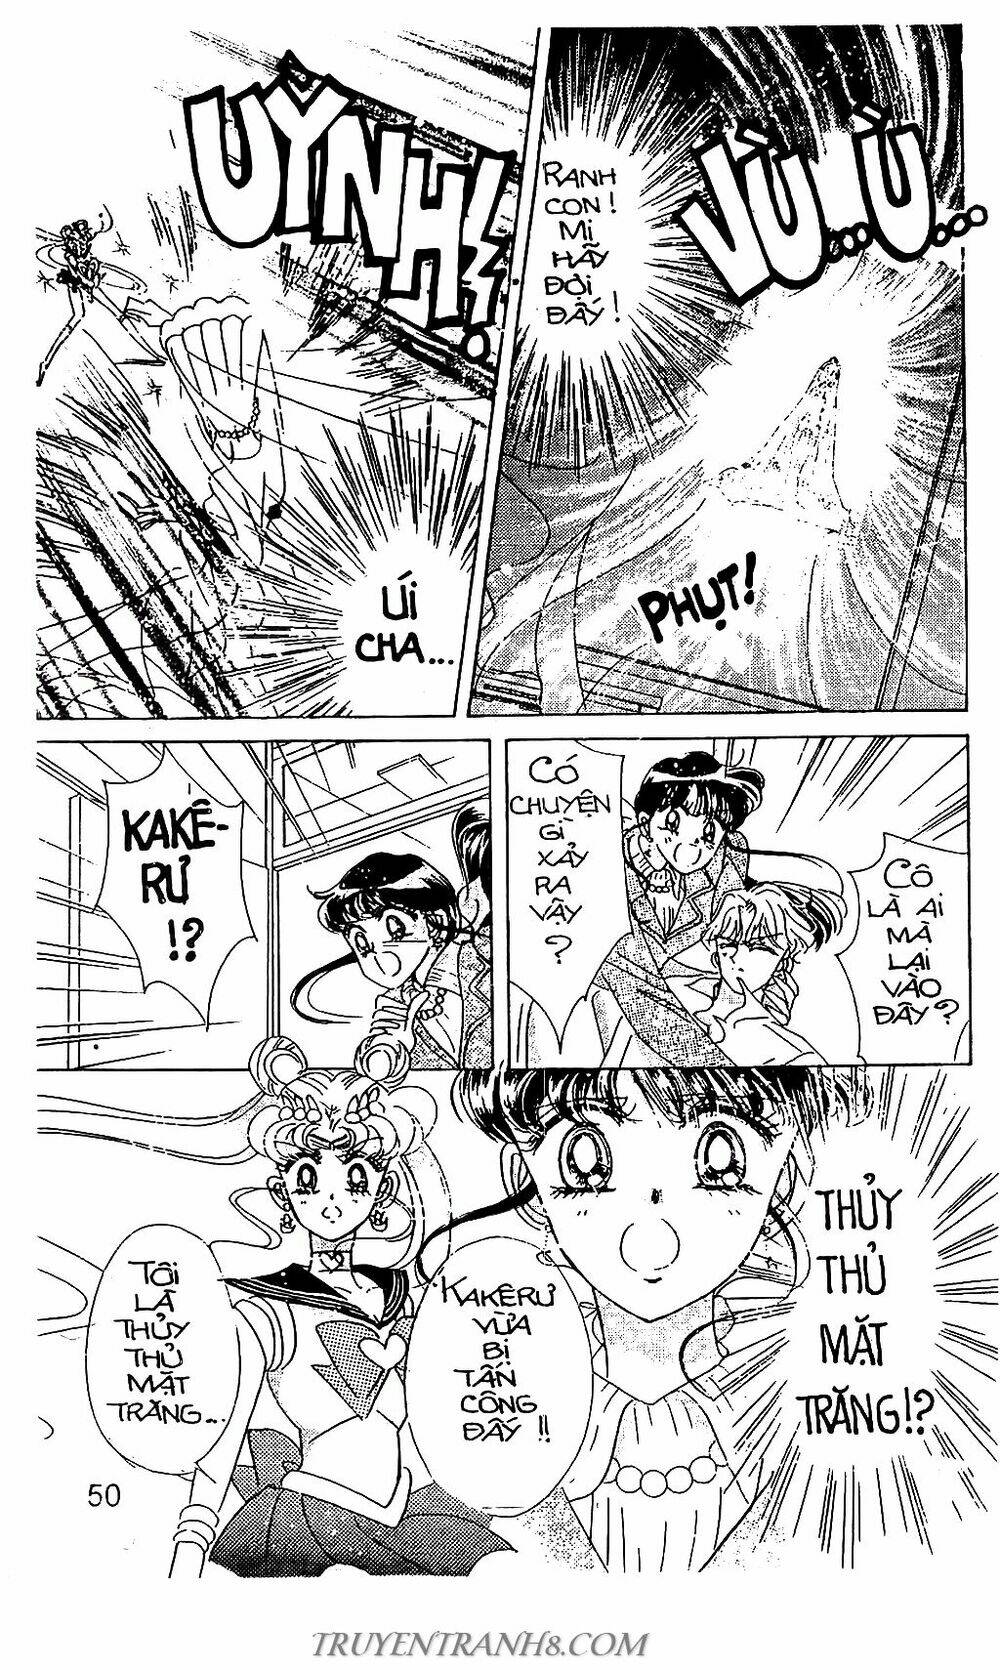 VÙ...Ù...
RANH
CON!
MI
HÃY
ĐỜI
ĐẤY!
PHỤT!
UỲNH!
ÚI
CHA...
CÔ
LÀ AI
MÀ
LẠI
VÀO
ĐÂY?
CÓ
CHUYỆN
GÌ
XẢY
RA
VẬY
?
KAKÊ-
RƯ
!?
THỦY
THỦ
MẶT
TRĂNG!?
KAKÊRƯ
VỪA
BỊ
TẤN
CÔNG
ĐẤY!!
TÔI
LÀ
THỦY
THỦ
MẶT
TRĂNG...
50
TRUYENTRANH8.COM